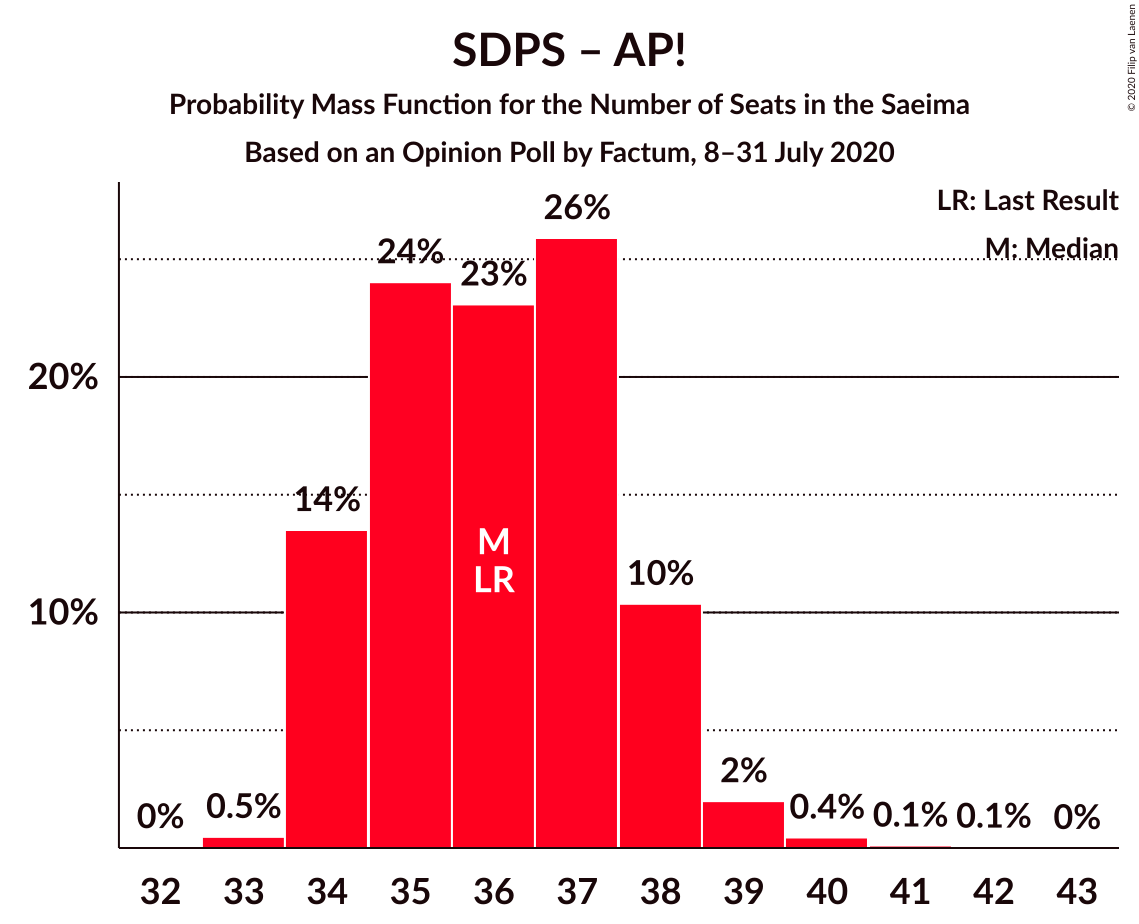 SDPS – AP!
Probability Mass Function for the Number of Seats in the Saeima
Based on an Opinion Poll by Factum, 8–31 July 2020
© 2020 Filip van Laenen
LR: Last Result
M: Median
26%
24%
23%
20%
14%
M
LR
10%
10%
2%
0%
0.5%
0.4%
0.1%
0.1%
0%
32 33 34 35 36 37 38 39 40 41 42 43